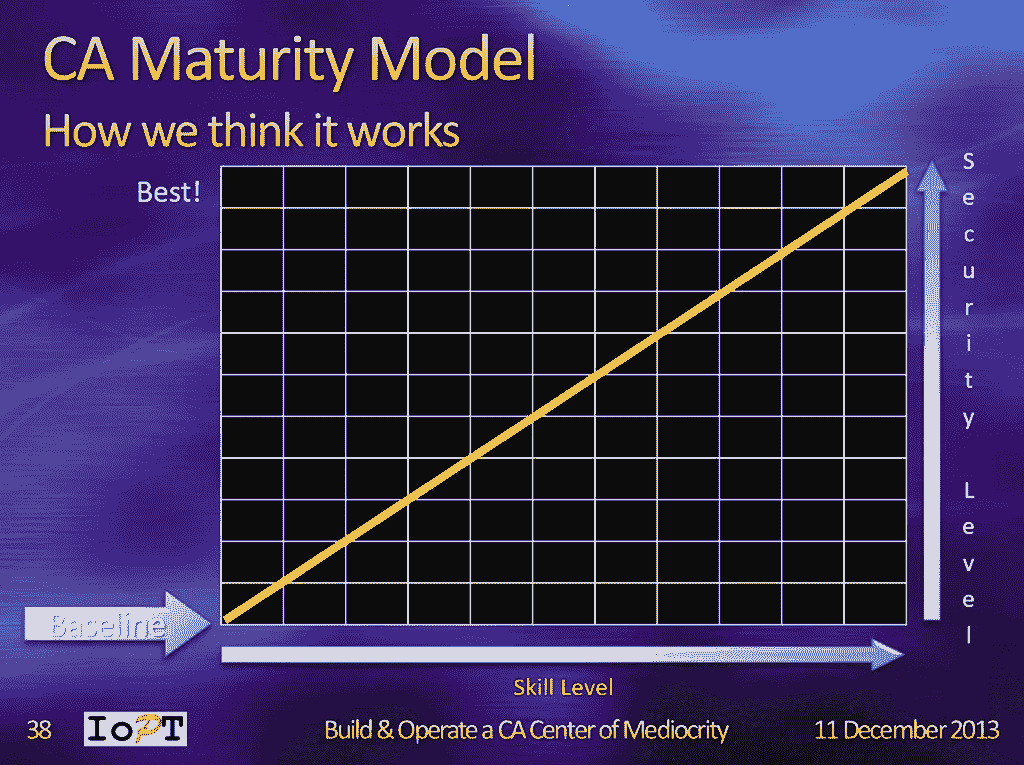 CA Maturity Model
How we think it works
Best!
Security Level
Baseline
Skill Level
38
IoPT
Build & Operate a CA Center of Mediocrity
11 December 2013